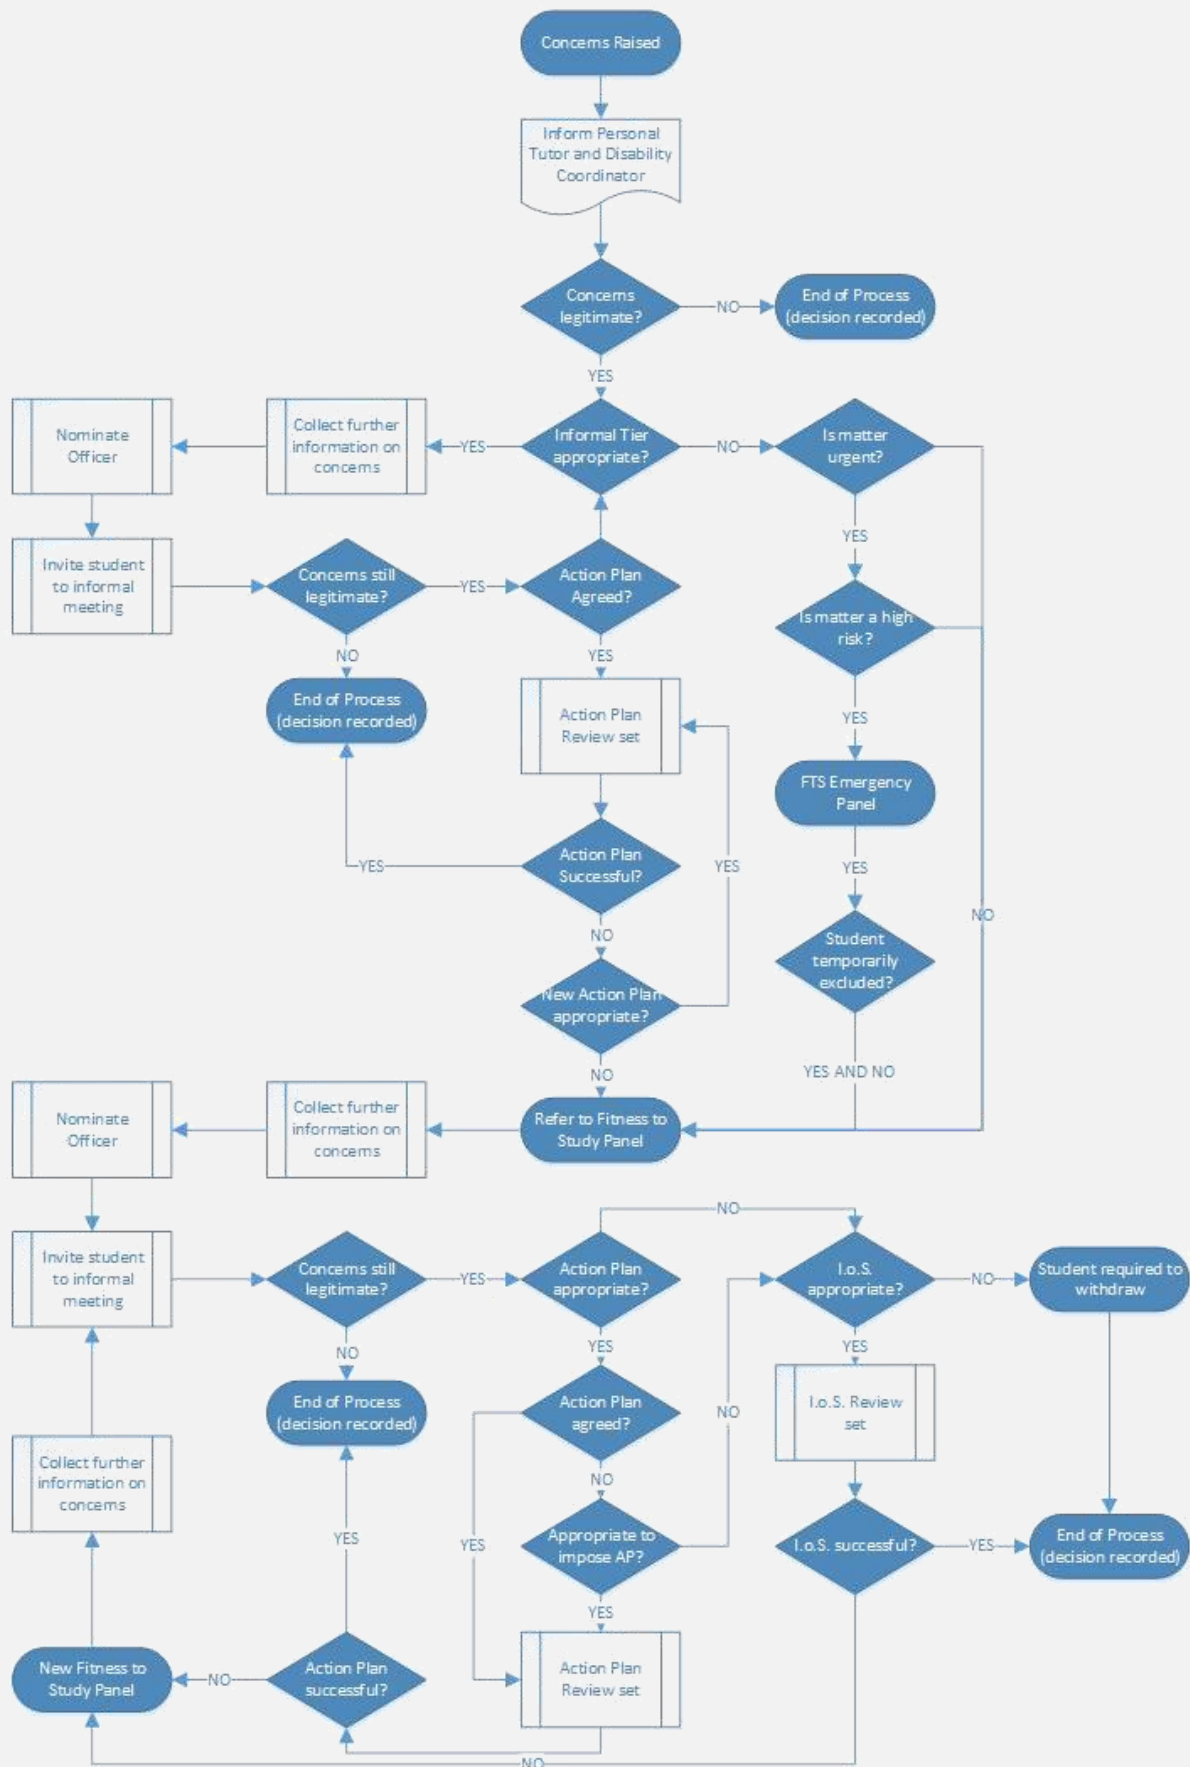 Concerns Raised
Inform Personal
Tutor and Disability
Coordinator
Concerns
legitimate?
NO
End of Process
(decision recorded)
YES
Nominate
Officer
Collect further
information on
concerns
YES
Informal Tier
appropriate?
NO
Is matter
urgent?
YES
Invite student
to informal
meeting
Concerns still
legitimate?
YES
Action Plan
Agreed?
Is matter a high
risk?
NO
YES
End of Process
(decision recorded)
Action Plan
Review set
YES
FTS Emergency
Panel
YES
Action Plan
Successful?
YES
YES
NO
NO
Student
temporarily
excluded?
New Action Plan
appropriate?
NO
YES AND NO
Nominate
Officer
Collect further
information on
concerns
Refer to Fitness to
Study Panel
NO
Invite student
to informal
meeting
Concerns still
legitimate?
YES
Action Plan
appropriate?
I.o.S.
appropriate?
NO
Student required to
withdraw
NO
YES
YES
End of Process
(decision recorded)
Action Plan
agreed?
NO
I.o.S. Review
set
Collect further
information on
concerns
NO
YES
YES
Appropriate to
impose AP?
I.o.S. successful?
YES
End of Process
(decision recorded)
YES
New Fitness to
Study Panel
NO
Action Plan
successful?
Action Plan
Review set
NO